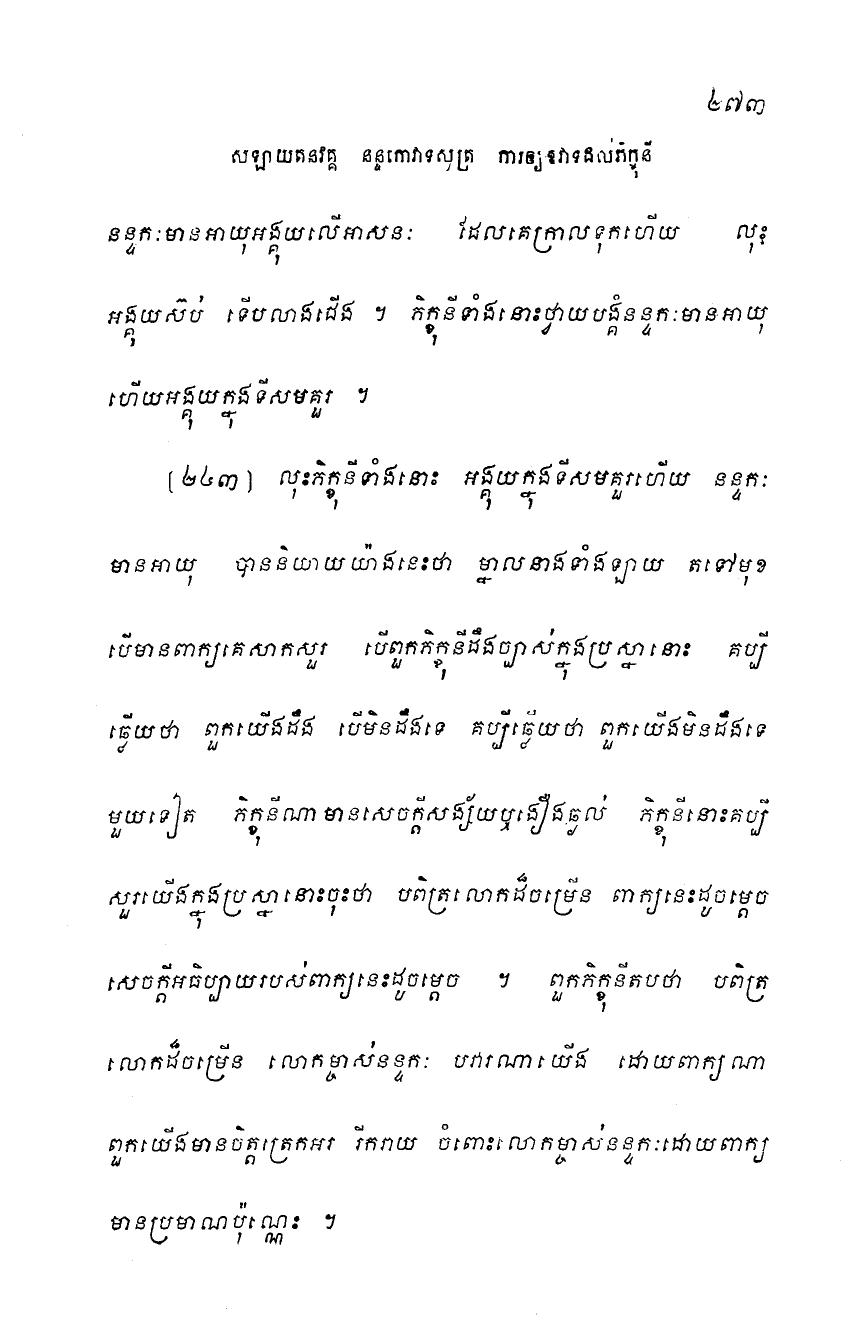 ៤៧៣
សឡាយតនវគ្គ នន្ទកោវាទសូត្រ ការឲ្យឱវាទដល់ភិក្ខុនី
នន្ទកៈមានអាយុអង្គុយលើអាសនៈ ដែលគេក្រាលទុកហើយ លុះ
អង្គុយស៊ប់ ទើបលាងជើង ។ ភិក្ខុនីទាំងនោះថ្វាយបង្គំនន្ទកៈមានអាយុ
ហើយអង្គុយក្នុងទីសមគួរ ។
(២៤៣) លុះភិក្ខុនីទាំងនោះ អង្គុយក្នុងទីសមគួរហើយ នន្ទកៈ
មានអាយុ បាននិយាយយ៉ាងនេះថា ម្នាលនាងទាំងឡាយ តទៅមុខ
បើមានពាក្យគេសាកសួរ បើពួកភិក្ខុនីដឹងច្បាស់ក្នុងប្រស្នានោះ គប្បី
ឆ្លើយថា ពួកយើងដឹង បើមិនដឹងទេ គប្បីឆ្លើយថា ពួកយើងមិនដឹងទេ
មួយទៀត ភិក្ខុនីណាមានសេចក្តីសង្ស័យឬងឿងឆ្ងល់ ភិក្ខុនីនោះគប្បី
សួរយើងក្នុងប្រស្នានោះចុះថា បពិត្រលោកដ៏ចម្រើន ពាក្យនេះដូចម្តេច
សេចក្តីអធិប្បាយរបស់ពាក្យនេះដូចម្តេច ។ ពួកភិក្ខុនីតបថា បពិត្រ
លោកដ៏ចម្រើន លោកម្ចាស់នន្ទកៈ បវារណាយើង ដោយពាក្យណា
ពួកយើងមានចិត្តត្រេកអរ រីករាយ ចំពោះលោកម្ចាស់នន្ទកៈដោយពាក្យ
មានប្រមាណប៉ុណ្ណេះ ។